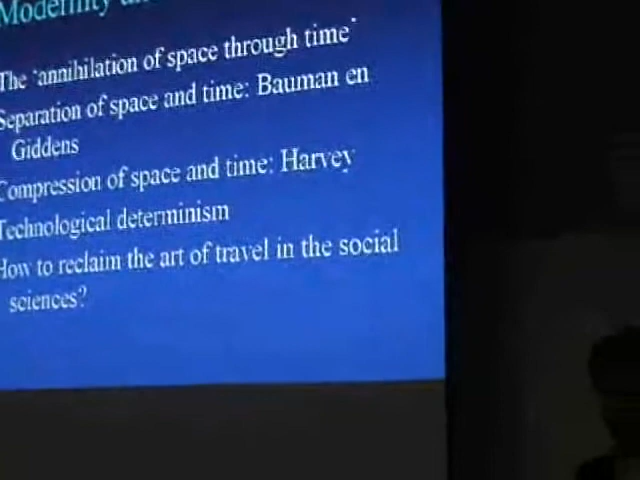 Modernity
The 'annihilation of space through time'
Separation of space and time: Bauman en
Giddens
Compression of space and time: Harvey
Technological determinism
How to reclaim the art of travel in the social
sciences?